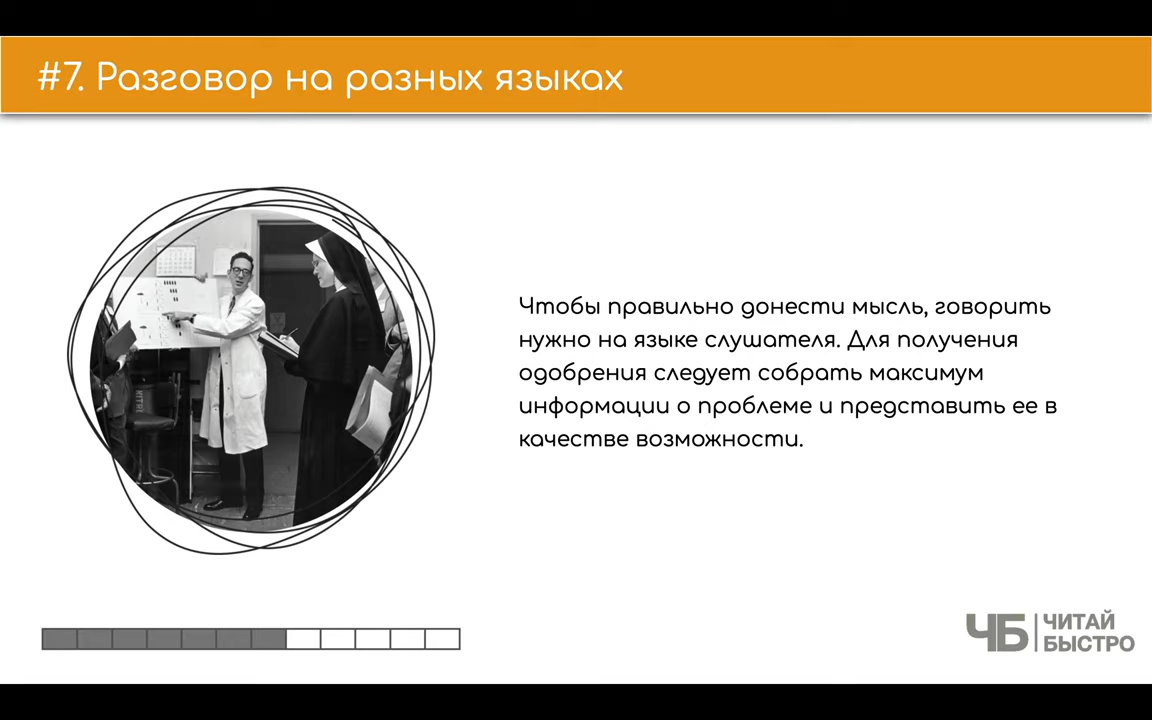 #7. Разговор на разных языках
Чтобы правильно донести мысль, говорить
нужно на языке слушателя. Для получения
одобрения следует собрать максимум
информации о проблеме и представить ее в
качестве возможности.
ЧБ
ЧИТАЙ
БЫСТРО